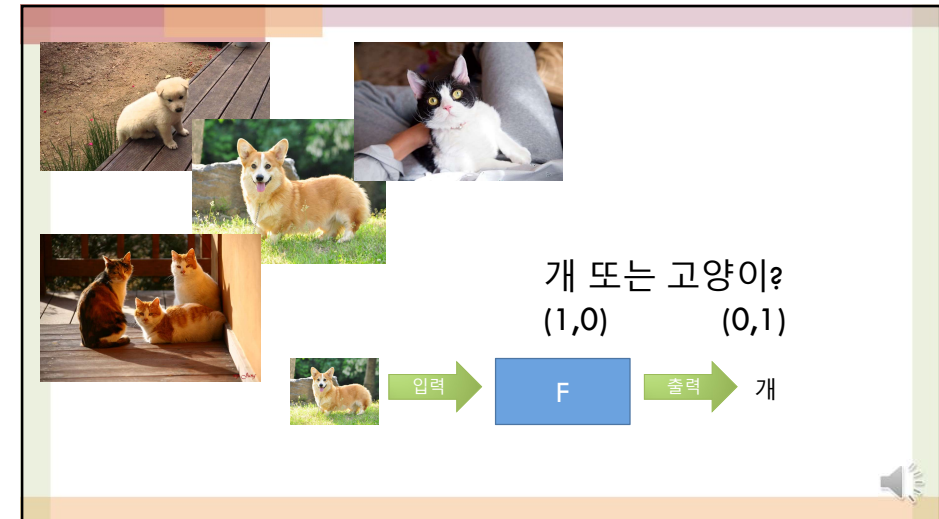 개 또는 고양이?
(1,0) (0,1)
입력
F
출력
개